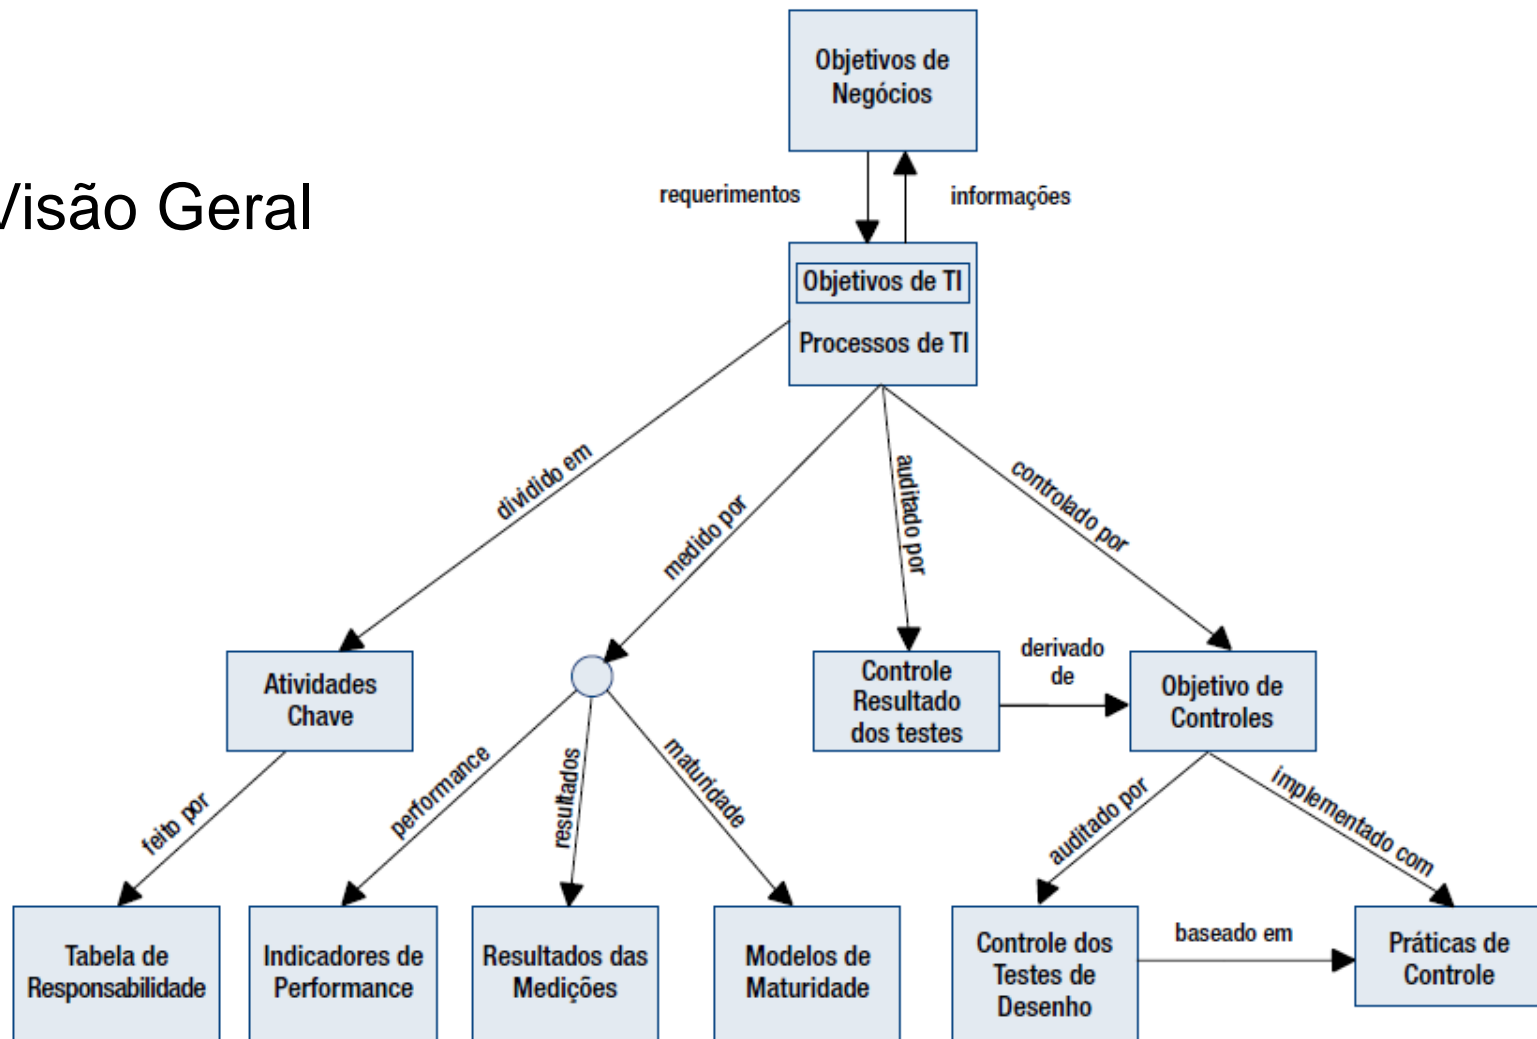 Objetivos de
Negócios
Visão Geral
requerimentos
informações
Objetivos de TI
Processos de TI
dividido em
medido por
auditado por
controlado por
Atividades
Chave
Controle
Resultado
dos testes
derivado
de
Objetivo de
Controles
feito por
performance
resultados
maturidade
auditado por
implementado com
Tabela de
Responsabilidade
Indicadores de
Performance
Resultados das
Medições
Modelos de
Maturidade
Controle dos
Testes de
Desenho
baseado em
Práticas de
Controle